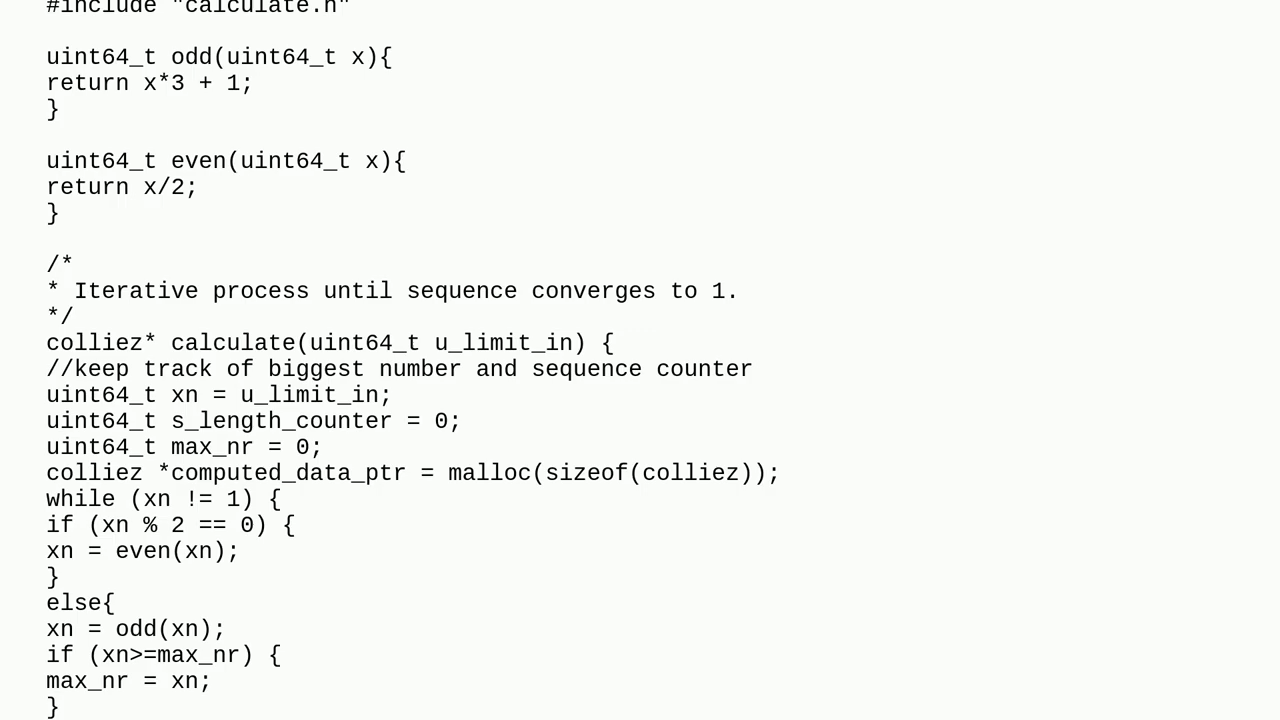 #include "calculate.h"
uint64_t odd(uint64_t x){
return x*3 + 1;
}
uint64_t even(uint64_t x){
return x/2;
}
/*
* Iterative process until sequence converges to 1.
*/
colliez* calculate(uint64_t u_limit_in) {
//keep track of biggest number and sequence counter
uint64_t xn = u_limit_in;
uint64_t s_length_counter = 0;
uint64_t max_nr = 0;
colliez *computed_data_ptr = malloc(sizeof(colliez));
while (xn != 1) {
if (xn % 2 == 0) {
xn = even(xn);
}
else{
xn = odd(xn);
if (xn>=max_nr) {
max_nr = xn;
}